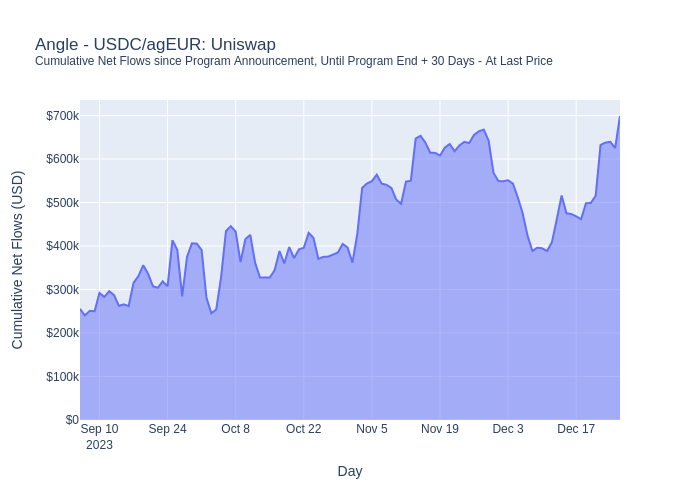 Angle - USDC/agEUR: Uniswap
Cumulative Net Flows since Program Announcement, Until Program End + 30 Days - At Last Price
Cumulative Net Flows (USD)
$700k
$600k
$500k
$400k
$300k
$200k
$100k
$0
Sep 10 Sep 24 Oct 8 Oct 22 Nov 5 Nov 19 Dec 3 Dec 17
2023
Day